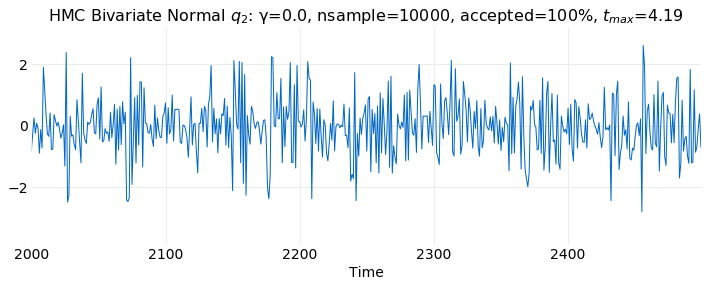 HMC Bivariate Normal q₂: γ=0.0, nsample=10000, accepted=100%, tₘₐₓ=4.19
2
0
−2
2000 2100 2200 2300 2400
Time